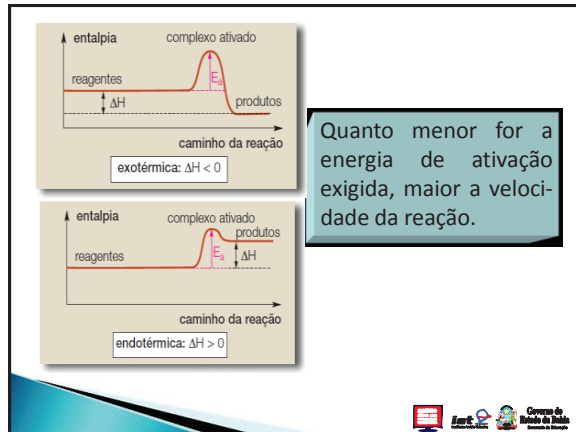 entalpia
complexo ativado
reagentes
Ea
ΔH
produtos
caminho da reação
exotérmica: ΔH < 0
Quanto menor for a
energia de ativação
exigida, maior a veloci-
dade da reação.
entalpia
complexo ativado
produtos
reagentes
Ea
ΔH
caminho da reação
endotérmica: ΔH > 0
Governo do
Estado da Bahia